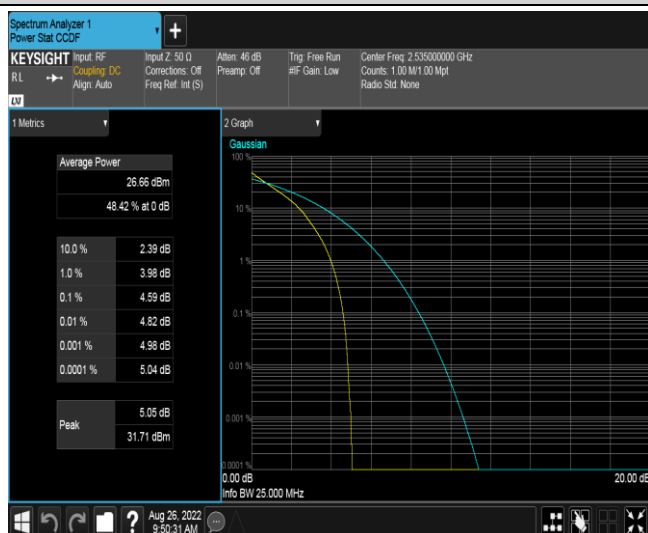 Spectrum Analyzer 1
Power Stat CCDF
+
KEYSIGHT
RL
LXI
Input: RF
Coupling: DC
Align: Auto
Input Z: 50 Ω
Corrections: Off
Freq Ref: Int (S)
Atten: 46 dB
Preamp: Off
Trig: Free Run
#IF Gain: Low
Center Freq: 2.535000000 GHz
Counts: 1.00 M/1.00 Mpt
Radio Std: None
1 Metrics
Average Power
26.66 dBm
48.42 % at 0 dB
10.0 % 2.39 dB
1.0 % 3.98 dB
0.1 % 4.59 dB
0.01 % 4.82 dB
0.001 % 4.98 dB
0.0001 % 5.04 dB
Peak
5.05 dB
31.71 dBm
2 Graph
Gaussian
100 %
10 %
1 %
0.1 %
0.01 %
0.001 %
0.0001 %
0.00 dB 20.00 dB
Info BW 25.000 MHz
?
Aug 26, 2022
9:50:31 AM